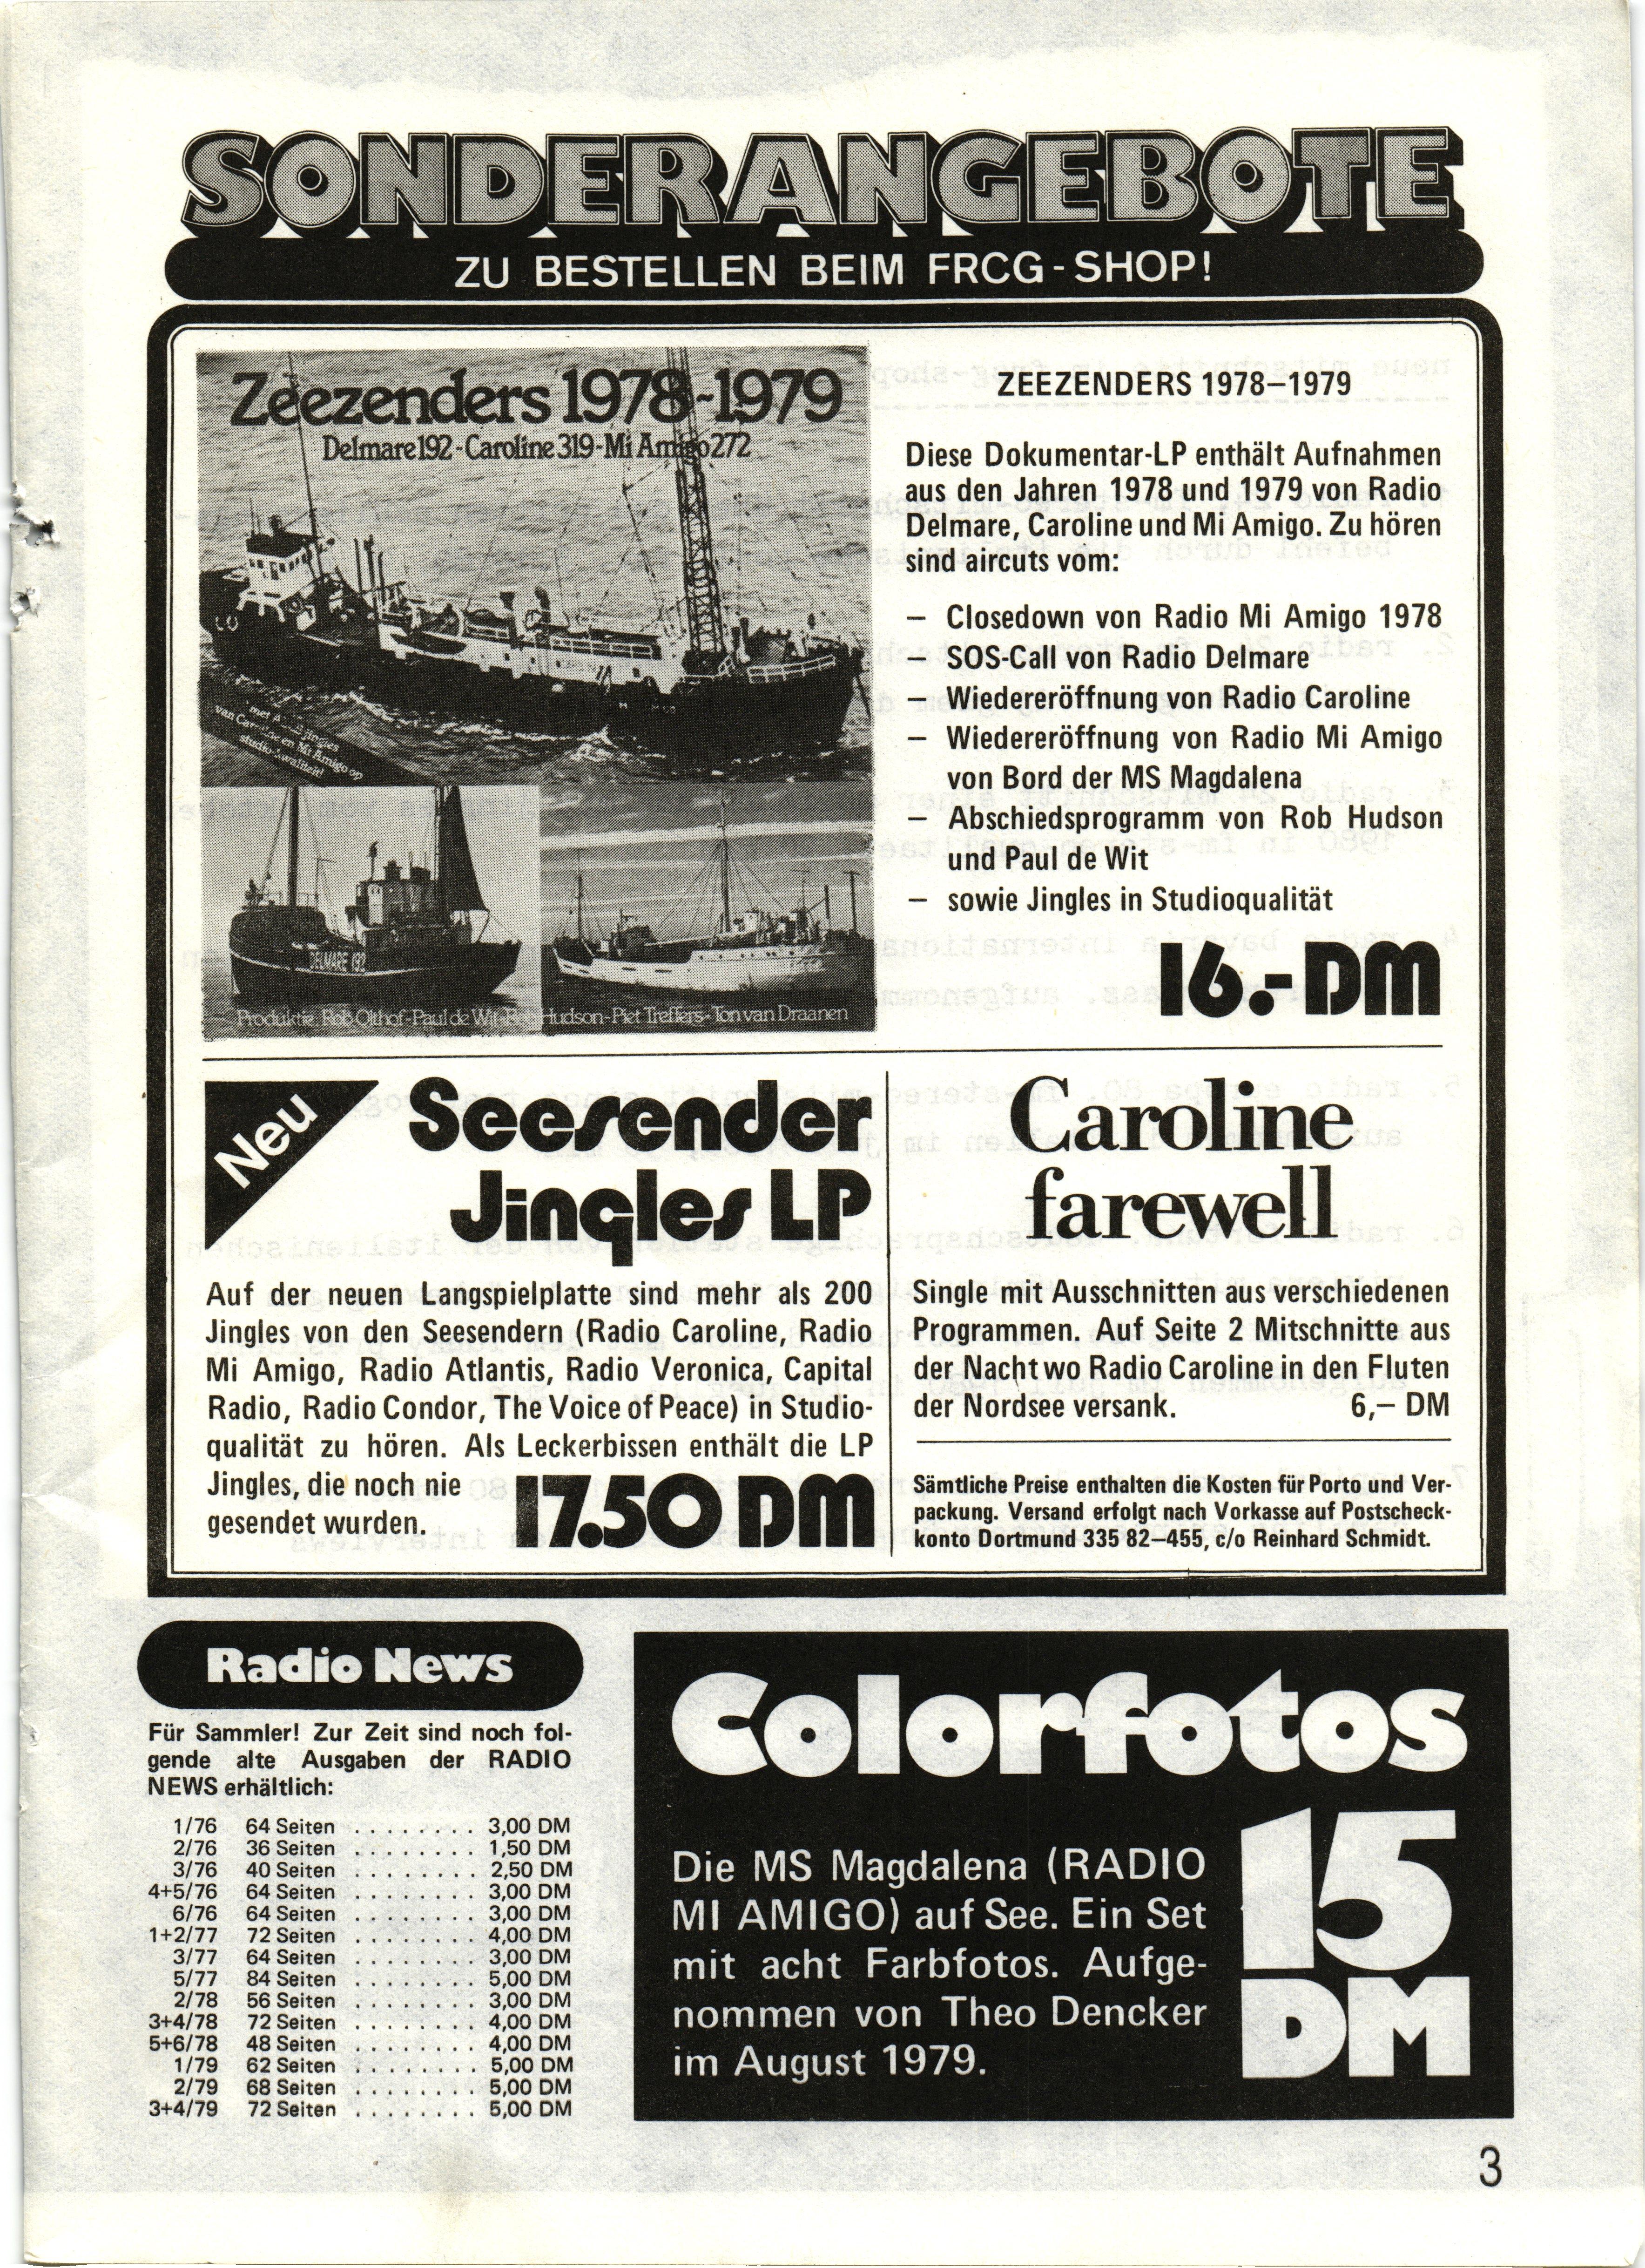 SONDERANGEBOTE
ZU BESTELLEN BEIM FRCG-SHOP!
Zeezenders 1978-1979
Delmare 192 - Caroline 319 - Mi Amigo 272
LO
met
jingles
van Caroline en Mi Amigo op
studio-kwaliteit!
DELMARE 192
Produktie: Rob Olthof - Paul de Wit - Rob Hudson - Piet Treffers - Ton van Draanen
ZEEZENDERS 1978–1979
Diese Dokumentar-LP enthält Aufnahmen
aus den Jahren 1978 und 1979 von Radio
Delmare, Caroline und Mi Amigo. Zu hören
sind aircuts vom:
– Closedown von Radio Mi Amigo 1978
– SOS-Call von Radio Delmare
– Wiedereröffnung von Radio Caroline
– Wiedereröffnung von Radio Mi Amigo
von Bord der MS Magdalena
– Abschiedsprogramm von Rob Hudson
und Paul de Wit
– sowie Jingles in Studioqualität
16.- DM
Neu
Seesender
Jingles LP
Auf der neuen Langspielplatte sind mehr als 200
Jingles von den Seesendern (Radio Caroline, Radio
Mi Amigo, Radio Atlantis, Radio Veronica, Capital
Radio, Radio Condor, The Voice of Peace) in Studio-
qualität zu hören. Als Leckerbissen enthält die LP
Jingles, die noch nie
gesendet wurden.
17.50 DM
Caroline
farewell
Single mit Ausschnitten aus verschiedenen
Programmen. Auf Seite 2 Mitschnitte aus
der Nacht wo Radio Caroline in den Fluten
der Nordsee versank. 6,– DM
Sämtliche Preise enthalten die Kosten für Porto und Ver-
packung. Versand erfolgt nach Vorkasse auf Postscheck-
konto Dortmund 335 82–455, c/o Reinhard Schmidt.
Radio News
Für Sammler! Zur Zeit sind noch fol-
gende alte Ausgaben der RADIO
NEWS erhältlich:
1/76 64 Seiten . . . . . . . . 3,00 DM
2/76 36 Seiten . . . . . . . . 1,50 DM
3/76 40 Seiten . . . . . . . . 2,50 DM
4+5/76 64 Seiten . . . . . . . . 3,00 DM
6/76 64 Seiten . . . . . . . . 3,00 DM
1+2/77 72 Seiten . . . . . . . . 4,00 DM
3/77 64 Seiten . . . . . . . . 3,00 DM
5/77 84 Seiten . . . . . . . . 5,00 DM
2/78 56 Seiten . . . . . . . . 3,00 DM
3+4/78 72 Seiten . . . . . . . . 4,00 DM
5+6/78 48 Seiten . . . . . . . . 4,00 DM
1/79 62 Seiten . . . . . . . . 5,00 DM
2/79 68 Seiten . . . . . . . . 5,00 DM
3+4/79 72 Seiten . . . . . . . . 5,00 DM
Colorfotos
Die MS Magdalena (RADIO
MI AMIGO) auf See. Ein Set
mit acht Farbfotos. Aufge-
nommen von Theo Dencker
im August 1979.
15
DM
3